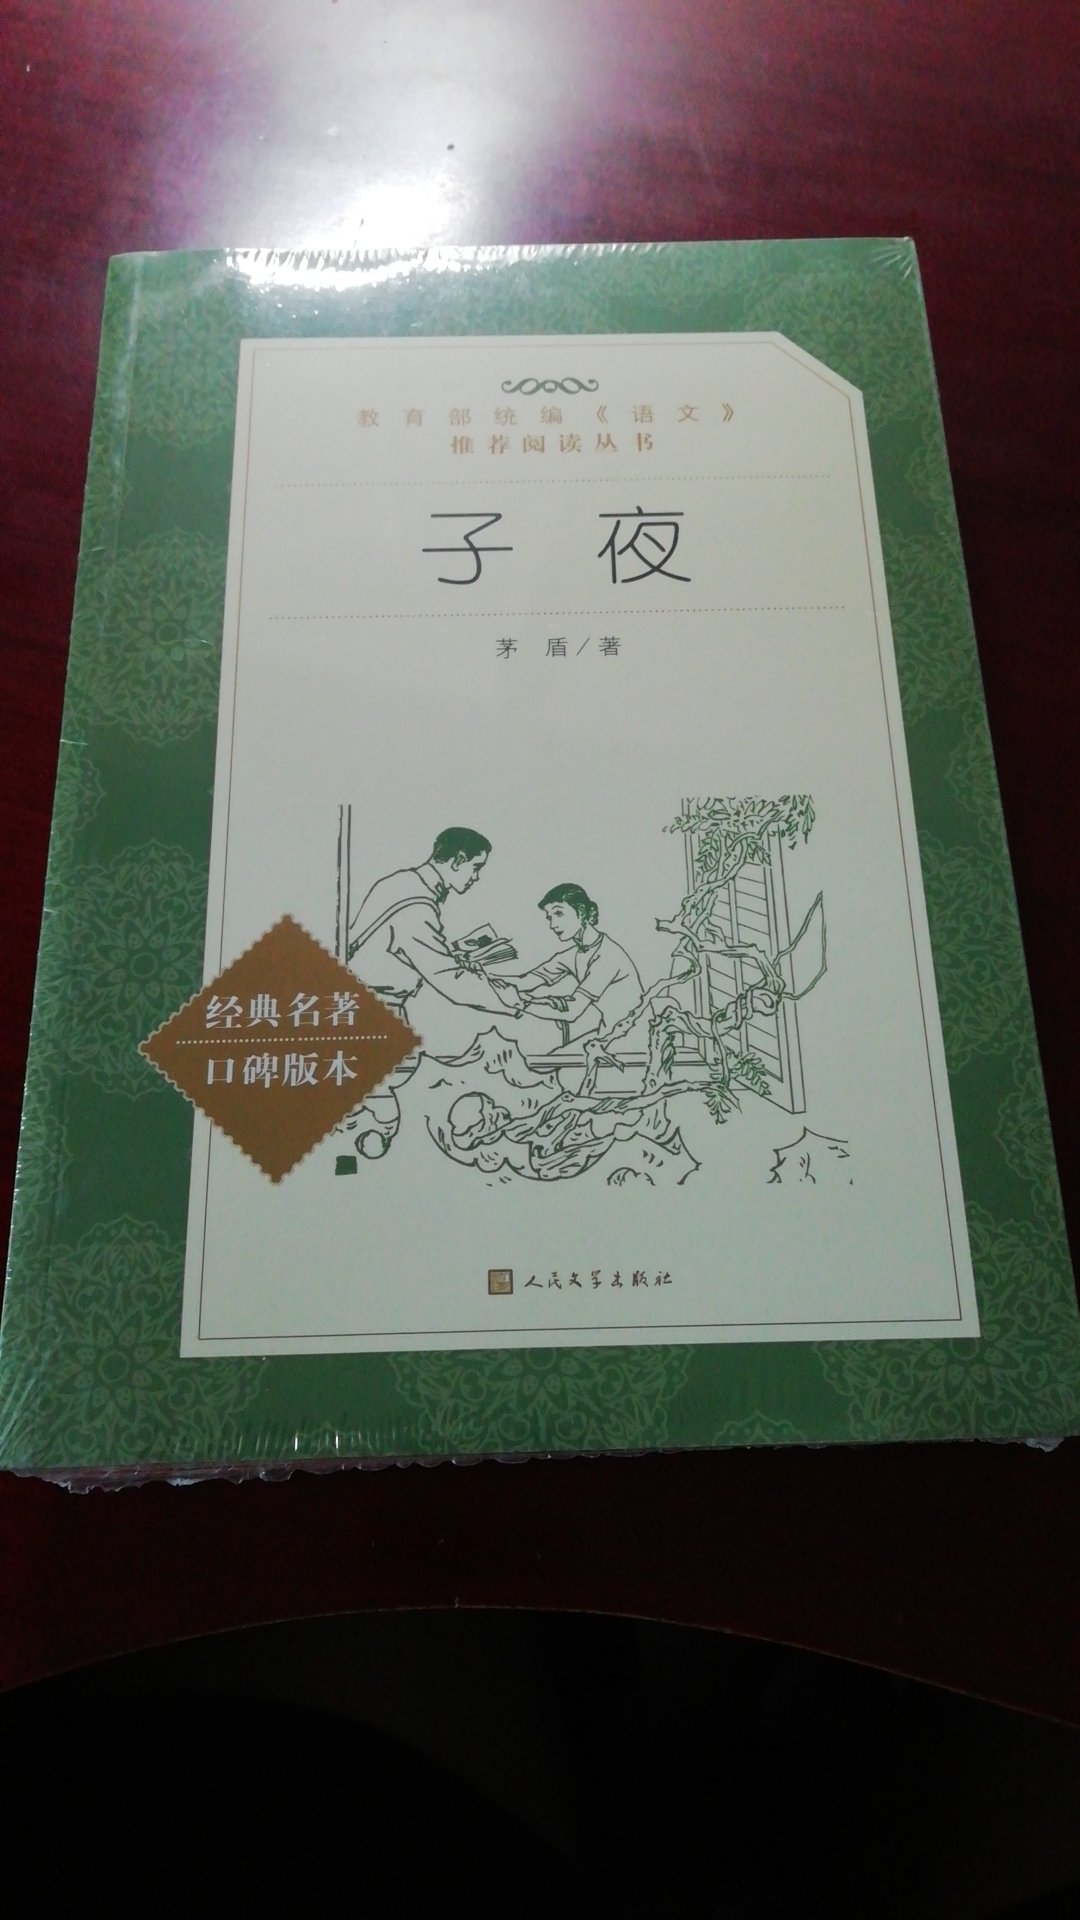 教育部统编《语文》
推荐阅读丛书
子夜
茅盾/著
经典名著
口碑版本
人民文学出版社